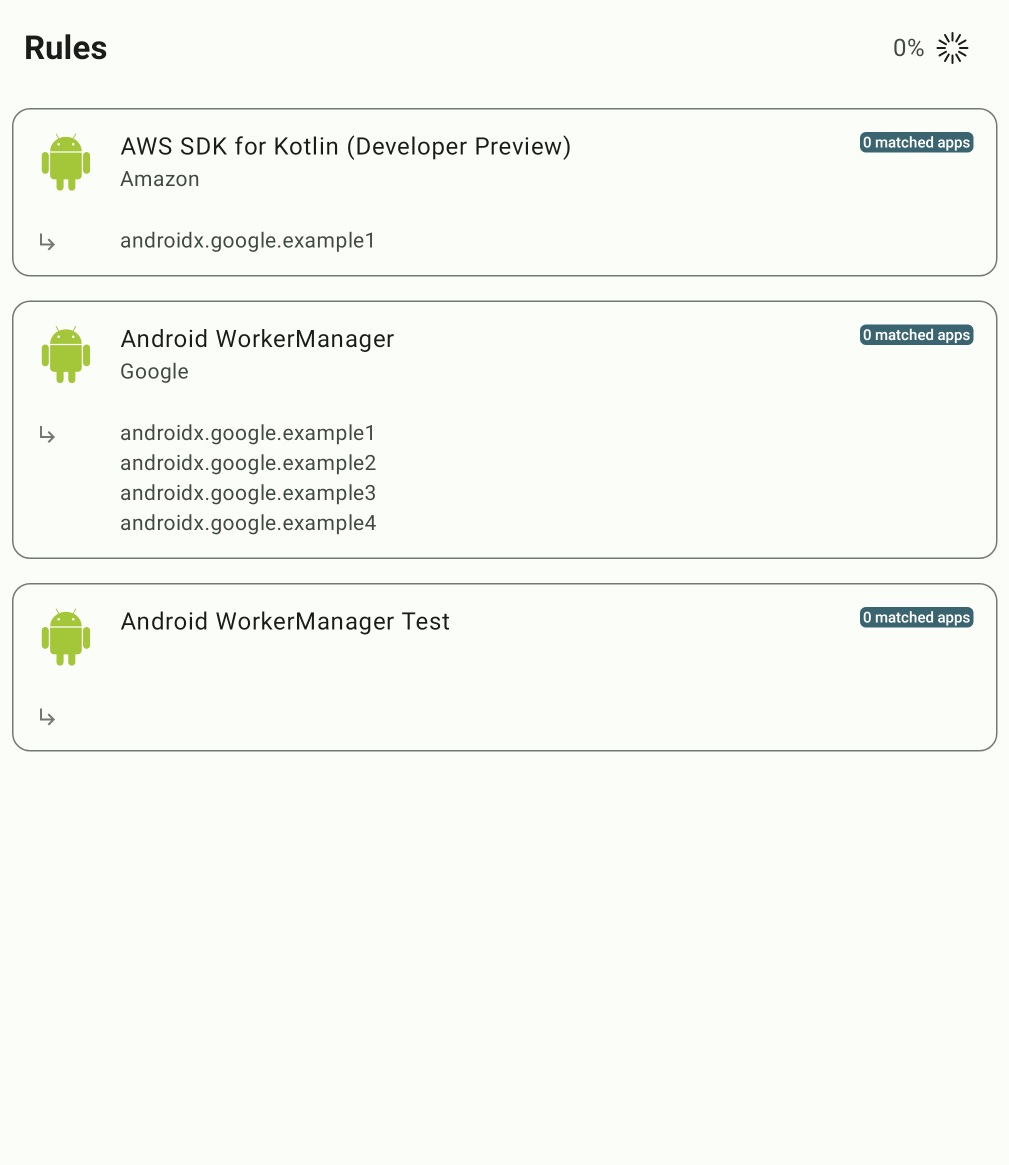 Rules
0%
AWS SDK for Kotlin (Developer Preview)
0 matched apps
Amazon
androidx.google.example1
Android WorkerManager
0 matched apps
Google
androidx.google.example1
androidx.google.example2
androidx.google.example3
androidx.google.example4
Android WorkerManager Test
0 matched apps